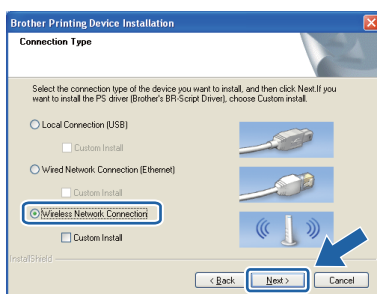 Brother Printing Device Installation
Connection Type
Select the connection type of the device you want to install, and then click Next.If you
want to install the PS driver (Brother's BR-Script Driver), choose Custom install.
Local Connection (USB)
Custom Install
Wired Network Connection (Ethernet)
Custom Install
Wireless Network Connection
Custom Install
InstallShield
< Back
Next >
Cancel